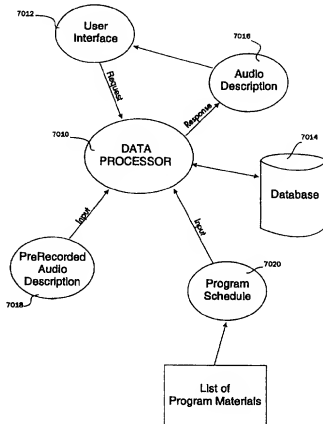 7012
User
Interface
7016
Audio
Description
Request
Response
7010
DATA
PROCESSOR
7014
Database
Input
Input
PreRecorded
Audio
Description
7018
7020
Program
Schedule
List of
Program Materials